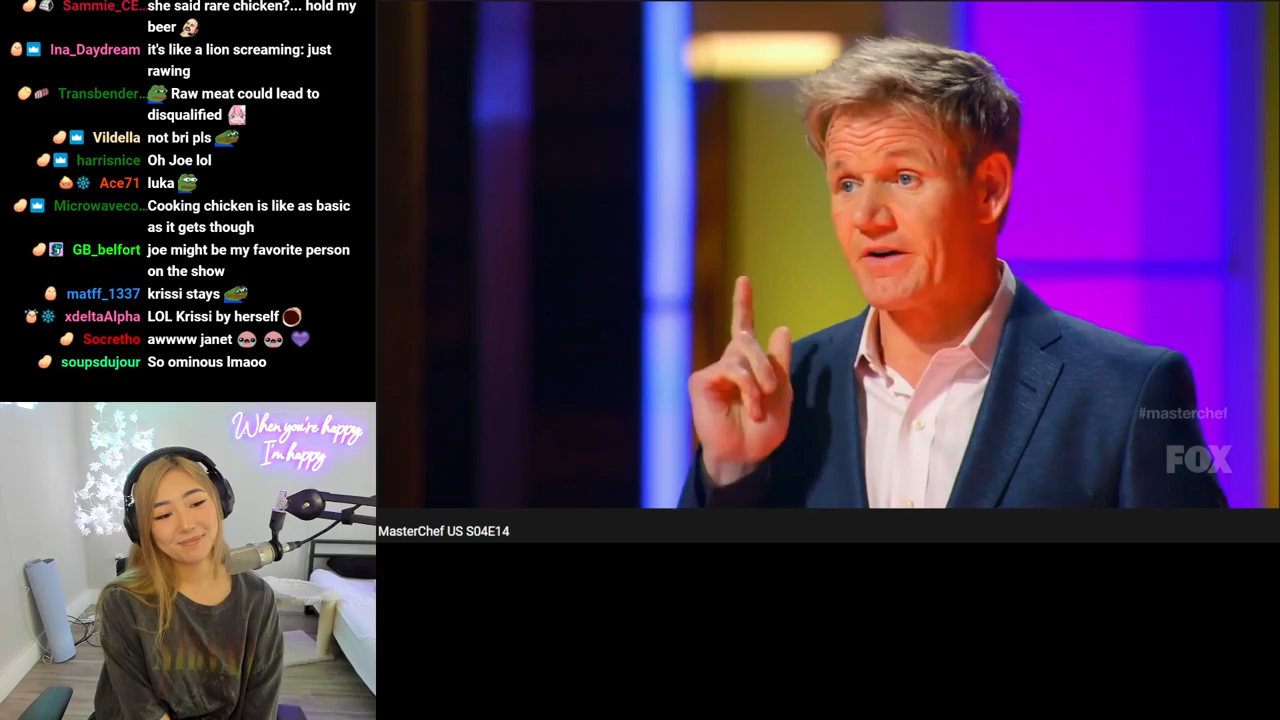 Sammie_CE... she said rare chicken?... hold my
beer
Ina_Daydream it's like a lion screaming: just
rawing
Transbender... Raw meat could lead to
disqualified
Vildella not bri pls
harrisnice Oh Joe lol
Ace71 luka
Microwaveco... Cooking chicken is like as basic
as it gets though
GB_belfort joe might be my favorite person
on the show
matff_1337 krissi stays
xdeltaAlpha LOL Krissi by herself
Socretho awwww janet
soupsdujour So ominous lmaoo
When you're happy,
I'm happy
#masterchef
FOX
MasterChef US S04E14